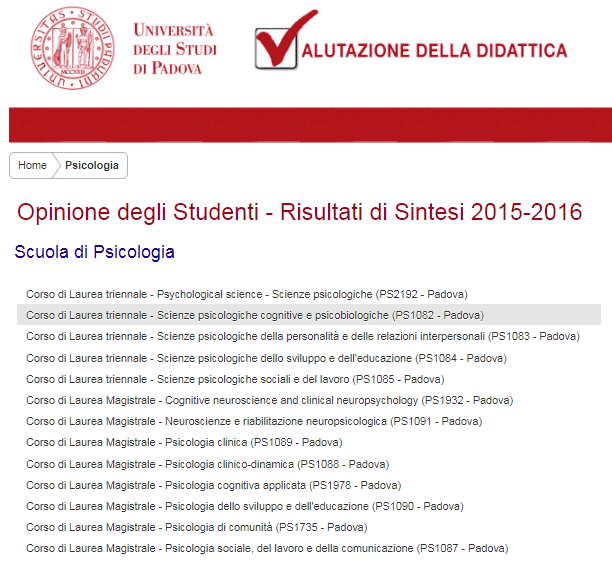 UNIVERSITÀ
DEGLI STUDI
DI PADOVA
ALUTAZIONE DELLA DIDATTICA
Home Psicologia
Opinione degli Studenti - Risultati di Sintesi 2015-2016
Scuola di Psicologia
Corso di Laurea triennale - Psychological science - Scienze psicologiche (PS2192 - Padova)
Corso di Laurea triennale - Scienze psicologiche cognitive e psicobiologiche (PS1082 - Padova)
Corso di Laurea triennale - Scienze psicologiche della personalità e delle relazioni interpersonali (PS1083 - Padova)
Corso di Laurea triennale - Scienze psicologiche dello sviluppo e dell'educazione (PS1084 - Padova)
Corso di Laurea triennale - Scienze psicologiche sociali e del lavoro (PS1085 - Padova)
Corso di Laurea Magistrale - Cognitive neuroscience and clinical neuropsychology (PS1932 - Padova)
Corso di Laurea Magistrale - Neuroscienze e riabilitazione neuropsicologica (PS1091 - Padova)
Corso di Laurea Magistrale - Psicologia clinica (PS1089 - Padova)
Corso di Laurea Magistrale - Psicologia clinico-dinamica (PS1088 - Padova)
Corso di Laurea Magistrale - Psicologia cognitiva applicata (PS1978 - Padova)
Corso di Laurea Magistrale - Psicologia dello sviluppo e dell'educazione (PS1090 - Padova)
Corso di Laurea Magistrale - Psicologia di comunità (PS1735 - Padova)
Corso di Laurea Magistrale - Psicologia sociale, del lavoro e della comunicazione (PS1087 - Padova)